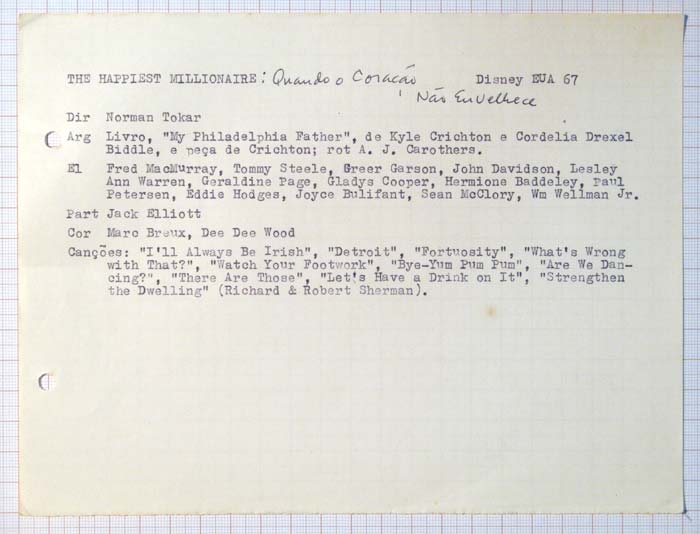 THE HAPPIEST MILLIONAIRE: Quando o Coração Disney EUA 67
Não Envelhece
Dir Norman Tokar
Arg Livro, "My Philadelphia Father", de Kyle Crichton e Cordelia Drexel
Biddle, e peça de Crichton; rot A. J. Carothers.
El Fred MacMurray, Tommy Steele, Greer Garson, John Davidson, Lesley
Ann Warren, Geraldine Page, Gladys Cooper, Hermione Baddeley, Paul
Petersen, Eddie Hodges, Joyce Bulifant, Sean McClory, Wm Wellman Jr.
Part Jack Elliott
Cor Marc Breux, Dee Dee Wood
Canções: "I'll Always Be Irish", "Detroit", "Fortuosity", "What's Wrong
with That?", "Watch Your Footwork", "Bye-Yum Pum Pum", "Are We Dan-
cing?", "There Are Those", "Let's Have a Drink on It", "Strengthen
the Dwelling" (Richard & Robert Sherman).